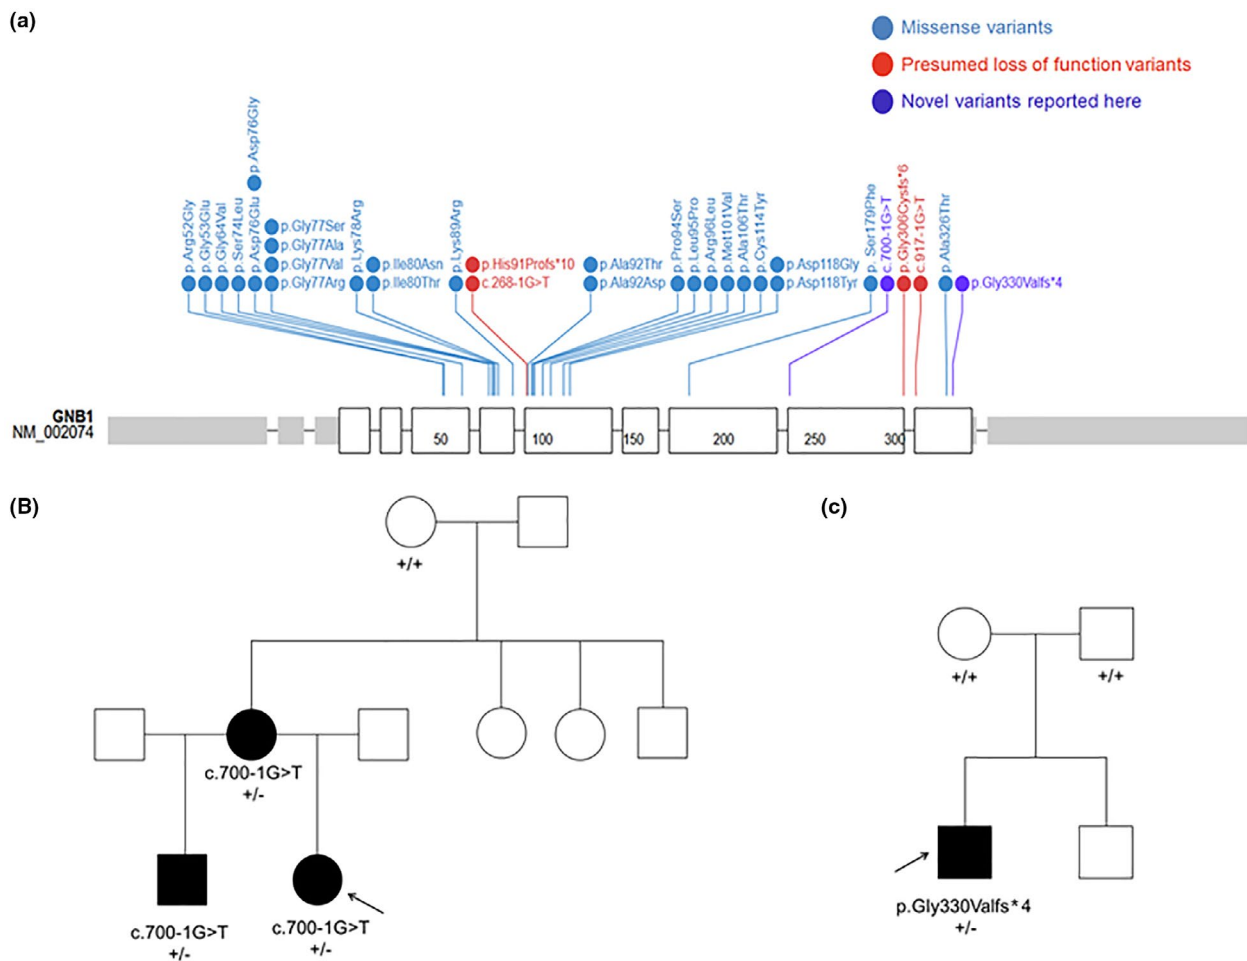 (a)
Missense variants
Presumed loss of function variants
Novel variants reported here
p.Arg52Gly
p.Gly53Glu
p.Gly64Val
p.Ser74Leu
p.Asp76Glu
p.Asp76Gly
p.Gly77Ser
p.Gly77Ala
p.Gly77Val
p.Gly77Arg
p.Lys78Arg
p.Ile80Asn
p.Ile80Thr
p.Lys89Arg
p.His91Profs*10
c.268-1G>T
p.Ala92Thr
p.Ala92Asp
p.Pro94Ser
p.Leu95Pro
p.Arg96Leu
p.Met101Val
p.Ala106Thr
p.Cys114Tyr
p.Asp118Gly
p.Asp118Tyr
p. Ser179Phe
c.700-1G>T
p.Gly306Cysfs*6
c.917-1G>T
p.Ala326Thr
p.Gly330Valfs*4
GNB1
NM_002074
50
100
150
200
250
300
(B)
+/+
c.700-1G>T
+/-
c.700-1G>T
+/-
c.700-1G>T
+/-
(c)
+/+
+/+
p.Gly330Valfs*4
+/-